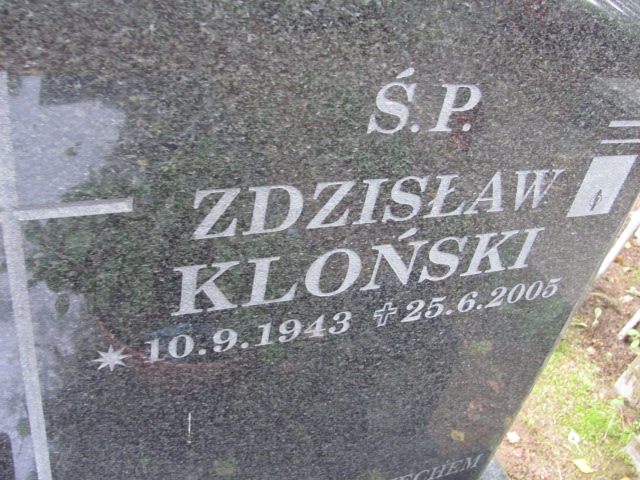 Ś.P.
ZDZISŁAW
KLOŃSKI
10.9.1943 ✝25.6.2005